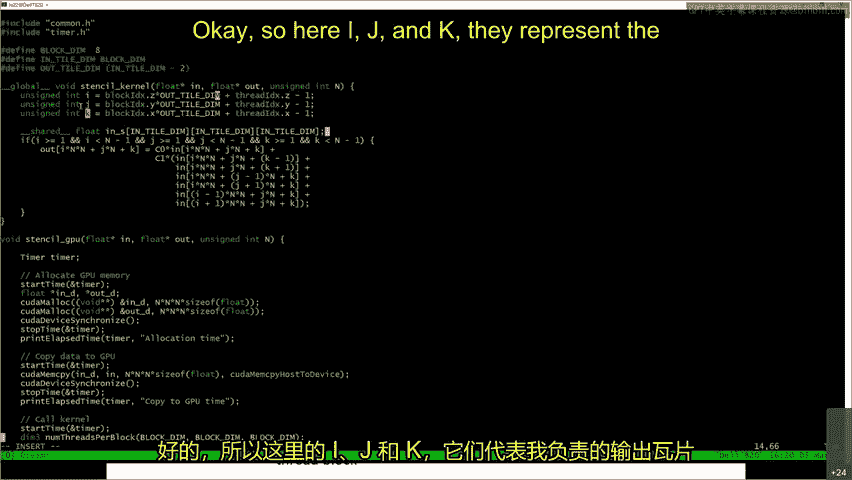 Okay, so here I, J, and K, they represent the
#include "common.h"
#include "timer.h"
#define BLOCK_DIM 8
#define IN_TILE_DIM BLOCK_DIM
#define OUT_TILE_DIM (IN_TILE_DIM - 2)
__global__ void stencil_kernel(float* in, float* out, unsigned int N) {
unsigned int i = blockIdx.z*OUT_TILE_DIM + threadIdx.z - 1;
unsigned int j = blockIdx.y*OUT_TILE_DIM + threadIdx.y - 1;
unsigned int k = blockIdx.x*OUT_TILE_DIM + threadIdx.x - 1;
__shared__ float in_s[IN_TILE_DIM][IN_TILE_DIM][IN_TILE_DIM];
if(i >= 1 && i < N - 1 && j >= 1 && j < N - 1 && k >= 1 && k < N - 1) {
out[i*N*N + j*N + k] = C0*in[i*N*N + j*N + k] +
C1*(in[i*N*N + j*N + (k - 1)] +
in[i*N*N + j*N + (k + 1)] +
in[i*N*N + (j - 1)*N + k] +
in[i*N*N + (j + 1)*N + k] +
in[(i - 1)*N*N + j*N + k] +
in[(i + 1)*N*N + j*N + k]);
}
}
void stencil_gpu(float* in, float* out, unsigned int N) {
Timer timer;
// Allocate GPU memory
startTime(&timer);
float *in_d, *out_d;
cudaMalloc((void**) &in_d, N*N*N*sizeof(float));
cudaMalloc((void**) &out_d, N*N*N*sizeof(float));
cudaDeviceSynchronize();
stopTime(&timer);
printElapsedTime(timer, "Allocation time");
// Copy data to GPU
startTime(&timer);
cudaMemcpy(in_d, in, N*N*N*sizeof(float), cudaMemcpyHostToDevice);
cudaDeviceSynchronize();
stopTime(&timer);
printElapsedTime(timer, "Copy to GPU time");
// Call kernel
startTime(&timer);
dim3 numThreadsPerBlock(BLOCK_DIM, BLOCK_DIM, BLOCK_DIM);
-- INSERT --
14,66
好的，所以这里的 I、J 和 K，它们代表我负责的输出瓦片
+24